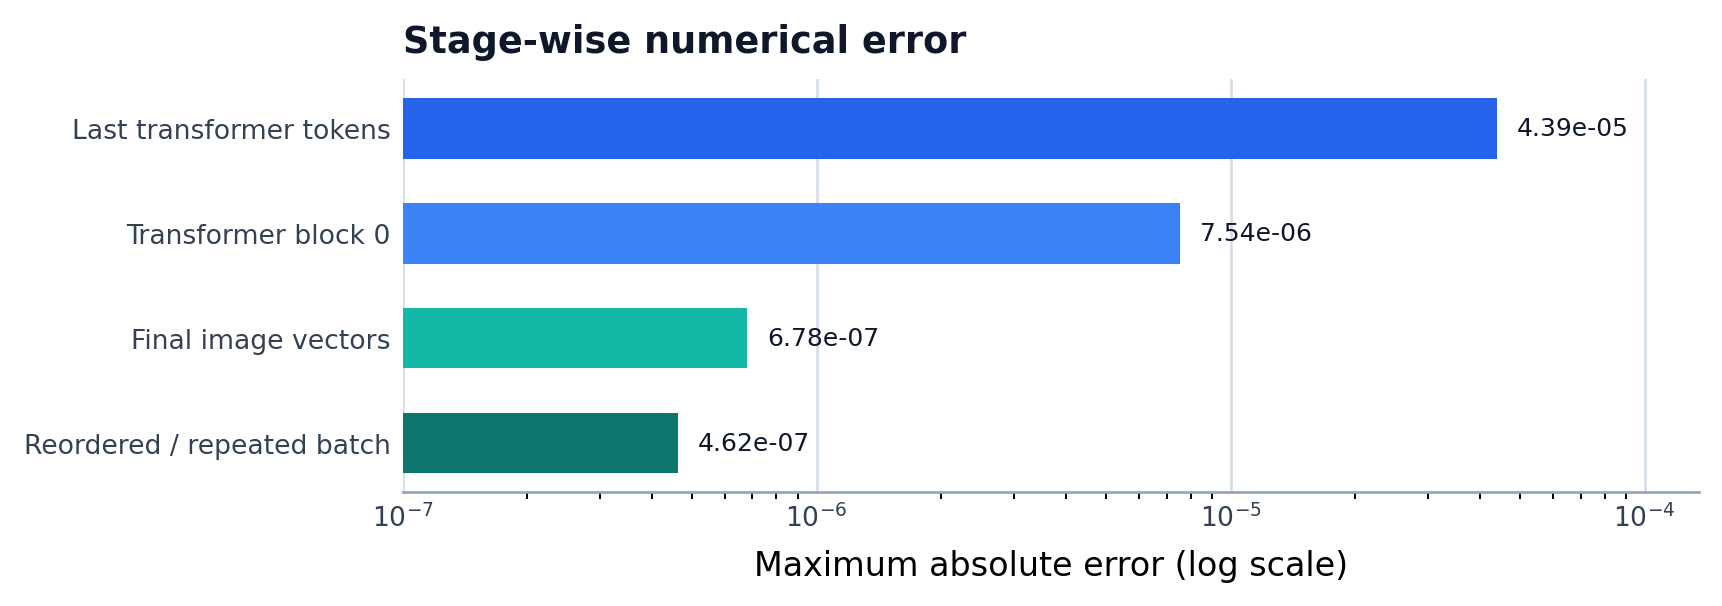 Stage-wise numerical error
Last transformer tokens 4.39e-05
Transformer block 0 7.54e-06
Final image vectors 6.78e-07
Reordered / repeated batch 4.62e-07
10⁻⁷ 10⁻⁶ 10⁻⁵ 10⁻⁴
Maximum absolute error (log scale)